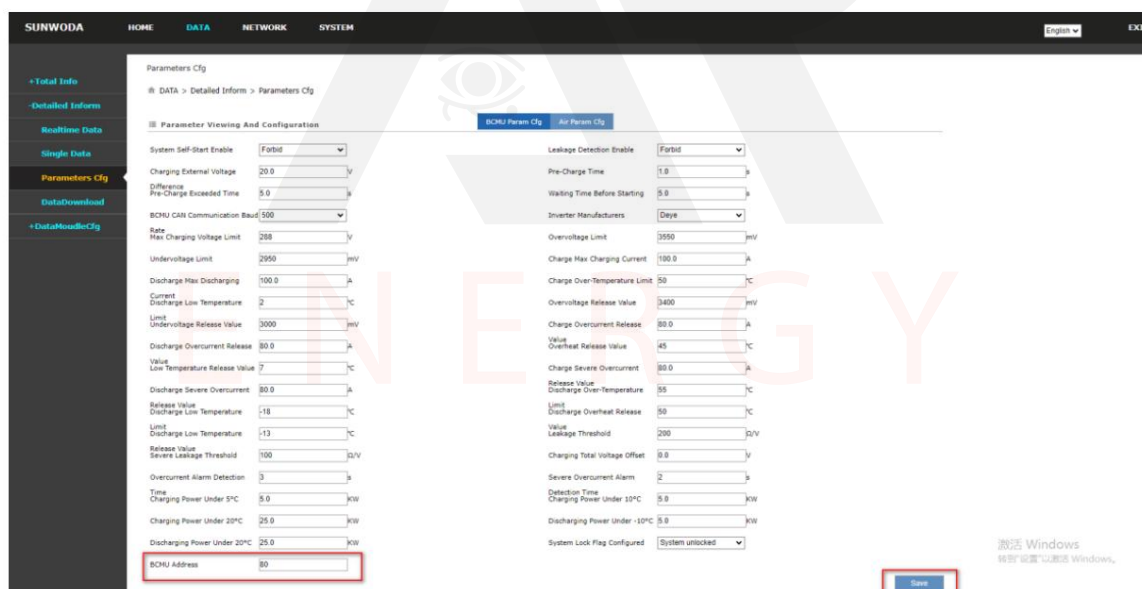 SUNWODA HOME DATA NETWORK SYSTEM English
+Total Info
-Detailed Inform
Realtime Data
Single Data
Parameters Cfg
DataDownload
+DataMoudleCfg
Parameters Cfg
DATA > Detailed Inform > Parameters Cfg
Parameter Viewing And Configuration
BCMU Param Cfg Air Param Cfg
System Self-Start Enable Forbid Leakage Detection Enable Forbid
Charging External Voltage 20.0 V Pre-Charge Time 1.0 s
Difference
Pre-Charge Exceeded Time 5.0 s Waiting Time Before Starting 5.0 s
BCMU CAN Communication Baud 500 Inverter Manufacturers Deye
Rate
Max Charging Voltage Limit 288 V Overvoltage Limit 3550 mV
Undervoltage Limit 2950 mV Charge Max Charging Current 100.0 A
Discharge Max Discharging 100.0 A Charge Over-Temperature Limit 50 ℃
Current
Discharge Low Temperature 2 ℃ Overvoltage Release Value 3400 mV
Limit
Undervoltage Release Value 3000 mV Charge Overcurrent Release 80.0 A
Discharge Overcurrent Release 80.0 A Value
Overheat Release Value 45 ℃
Value
Low Temperature Release Value 7 ℃ Charge Severe Overcurrent 80.0 A
Discharge Severe Overcurrent 80.0 A Release Value
Discharge Over-Temperature 55 ℃
Release Value
Discharge Low Temperature -18 ℃ Limit
Discharge Overheat Release 50 ℃
Limit
Discharge Low Temperature -13 ℃ Value
Leakage Threshold 200 Ω/V
Release Value
Severe Leakage Threshold 100 Ω/V Charging Total Voltage Offset 0.0 V
Overcurrent Alarm Detection 3 s Severe Overcurrent Alarm 2 s
Time
Charging Power Under 5°C 5.0 KW Detection Time
Charging Power Under 10°C 5.0 KW
Charging Power Under 20°C 25.0 KW Discharging Power Under -10°C 5.0 KW
Discharging Power Under 20°C 25.0 KW System Lock Flag Configured System unlocked
BCMU Address 80
Save
激活 Windows
转到"设置"以激活 Windows。
ENERGY